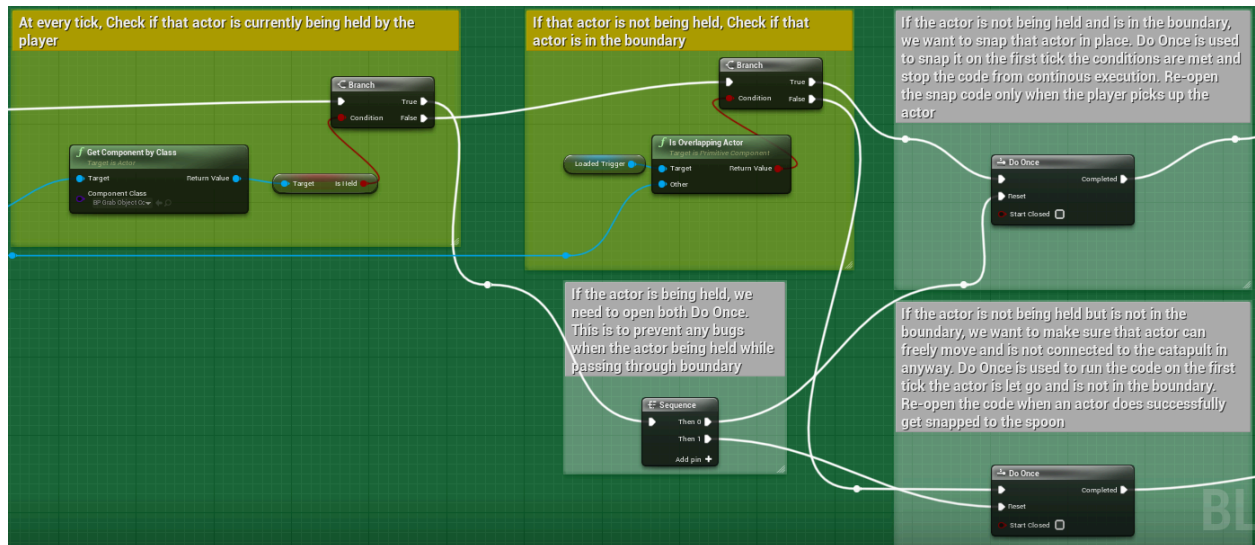 At every tick, Check if that actor is currently being held by the
player
Branch
True
Condition
False
Get Component by Class
Target is Actor
Target
Return Value
Component Class
BP Grab Object Cc
Target
Is Held
If that actor is not being held, Check if that
actor is in the boundary
Branch
True
Condition
False
Loaded Trigger
Is Overlapping Actor
Target is Primitive Component
Target
Return Value
Other
If the actor is not being held and is in the boundary,
we want to snap that actor in place. Do Once is used
to snap it on the first tick the conditions are met and
stop the code from continous execution. Re-open
the snap code only when the player picks up the
actor
Do Once
Completed
Reset
Start Closed
If the actor is being held, we
need to open both Do Once.
This is to prevent any bugs
when the actor being held while
passing through boundary
Sequence
Then 0
Then 1
Add pin
If the actor is not being held but is not in the
boundary, we want to make sure that actor can
freely move and is not connected to the catapult in
anyway. Do Once is used to run the code on the first
tick the actor is let go and is not in the boundary.
Re-open the code when an actor does successfully
get snapped to the spoon
Do Once
Completed
Reset
Start Closed
BL